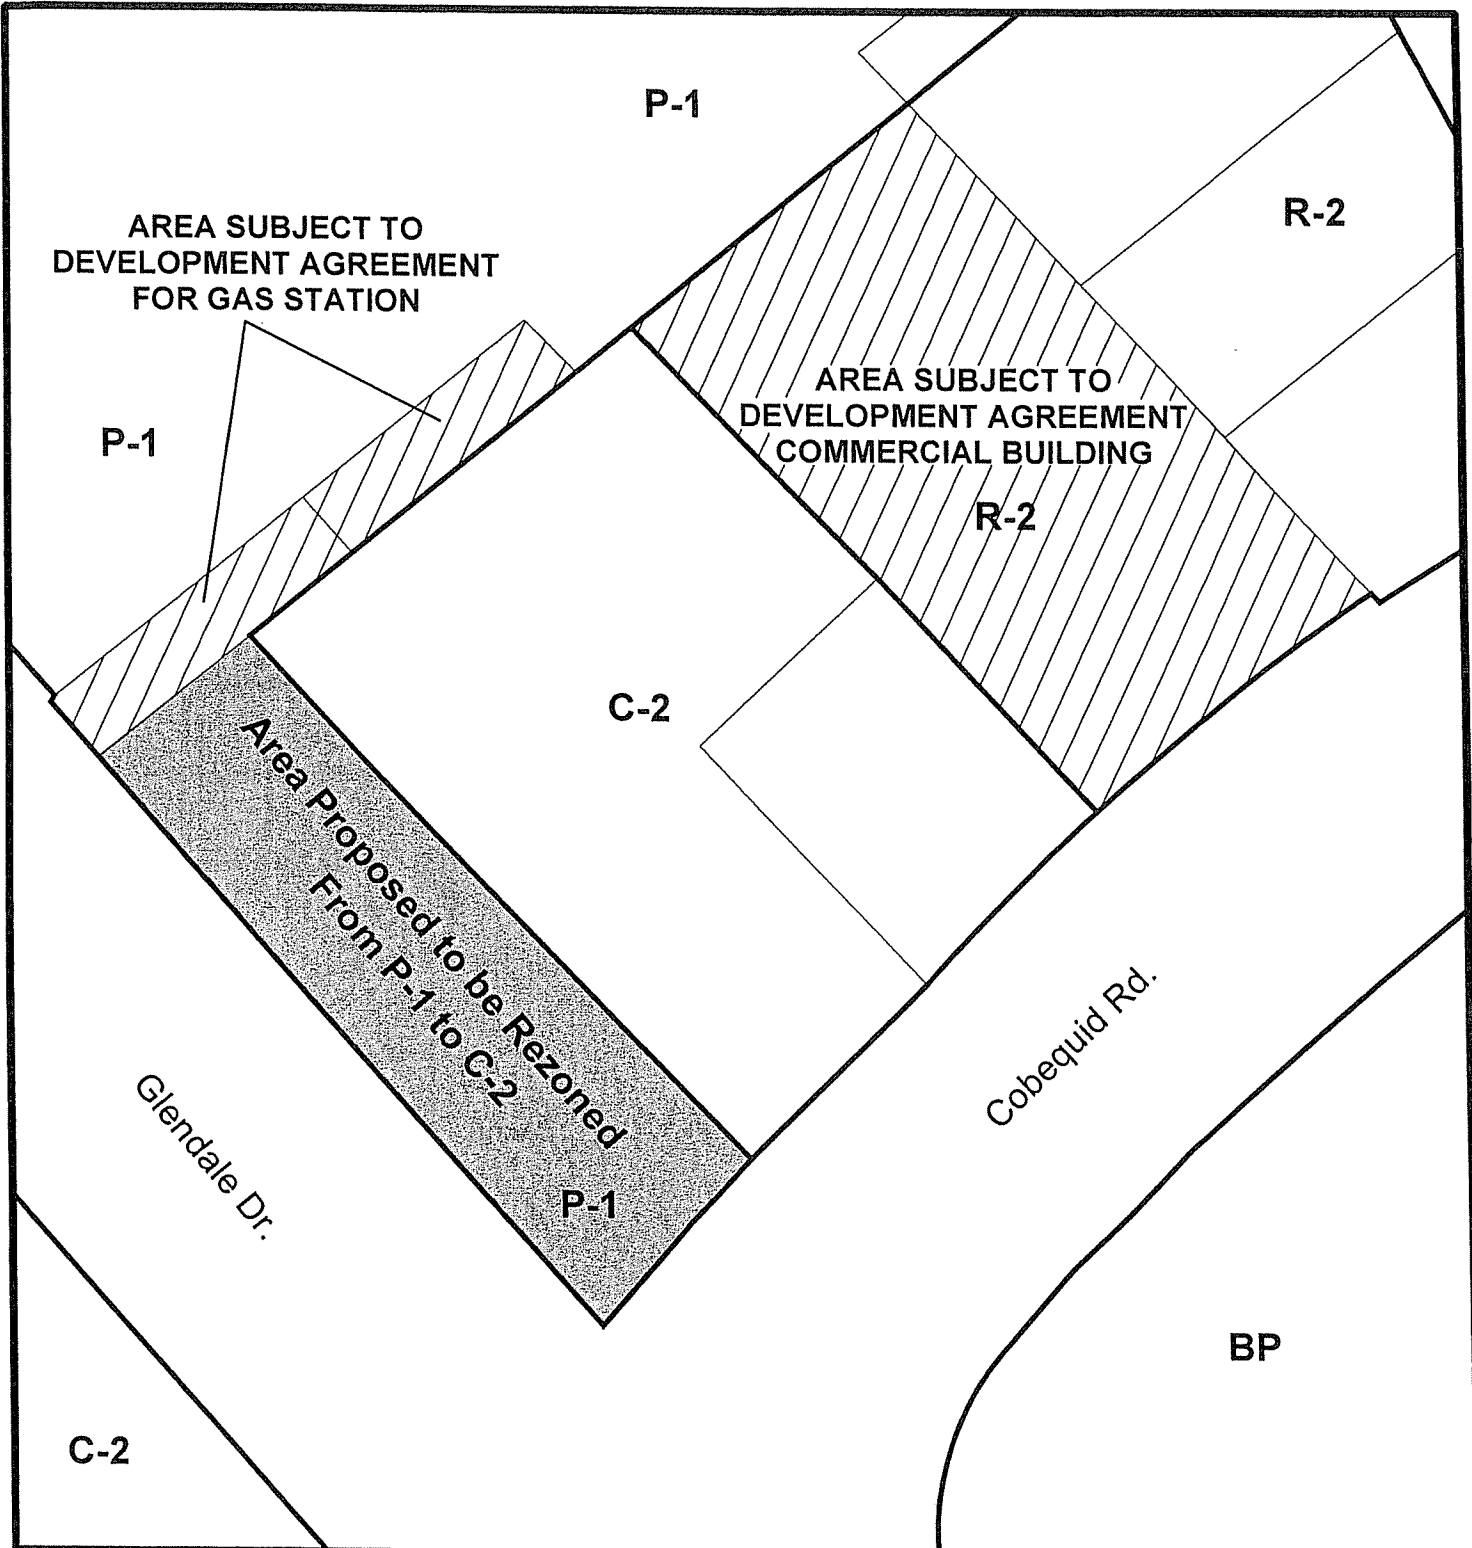 P-1
R-2
AREA SUBJECT TO
DEVELOPMENT AGREEMENT
FOR GAS STATION
AREA SUBJECT TO
DEVELOPMENT AGREEMENT
COMMERCIAL BUILDING
R-2
P-1
C-2
Area Proposed to be Rezoned
From P-1 to C-2
P-1
Cobequid Rd.
Glendale Dr.
BP
C-2